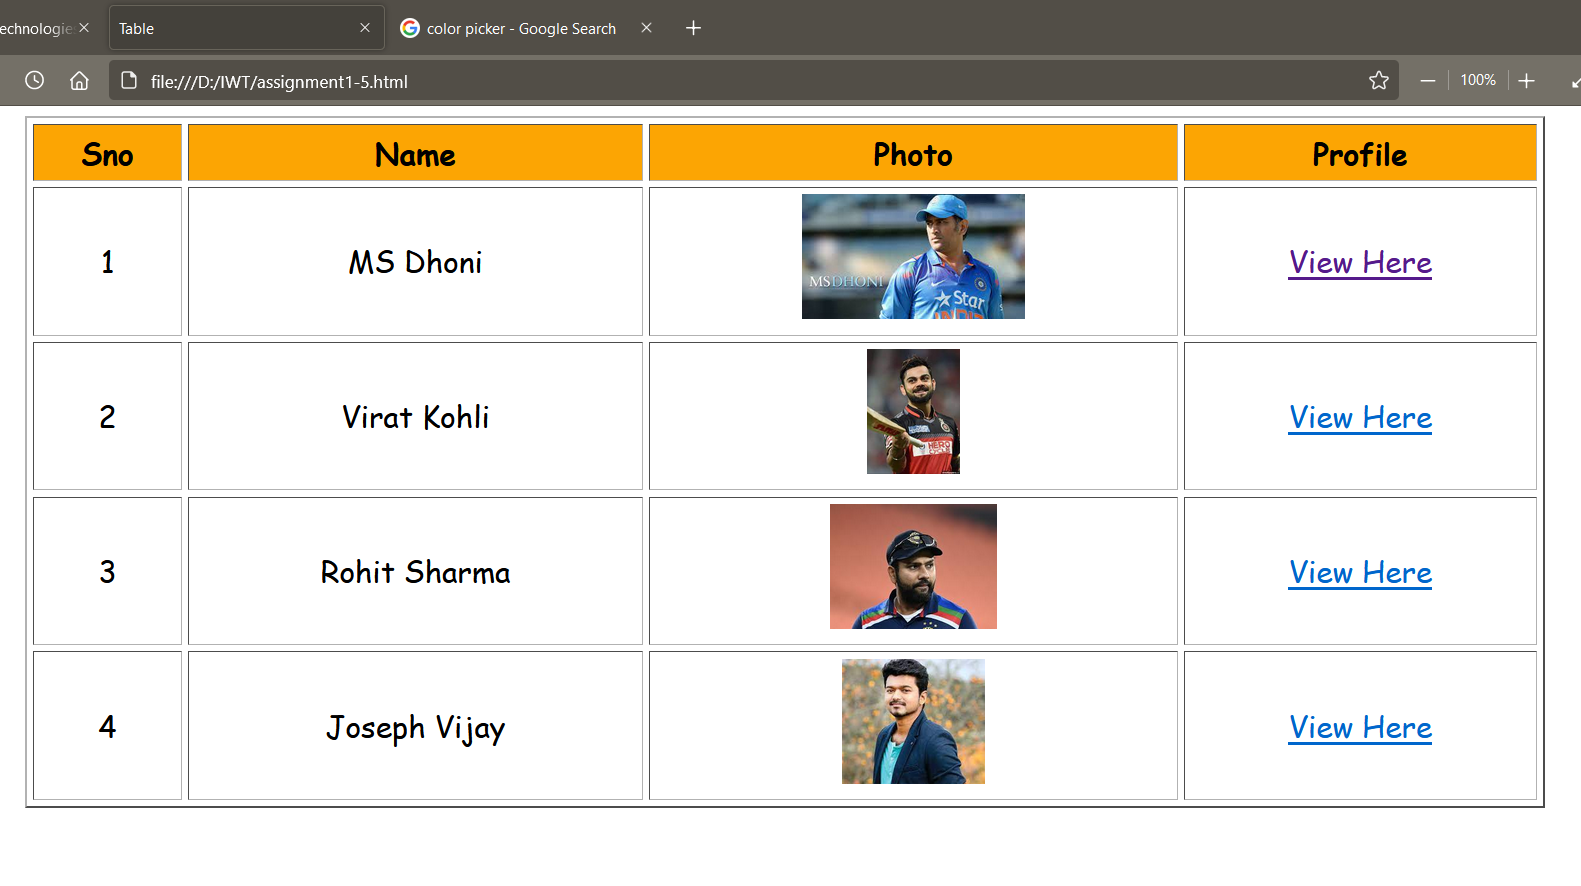 echnologie
Table
color picker - Google Search
file:///D:/IWT/assignment1-5.html
100%
Sno Name Photo Profile
1 MS Dhoni View Here
MSDHONI
Star
INDIA
2 Virat Kohli View Here
HERO
3 Rohit Sharma View Here
4 Joseph Vijay View Here